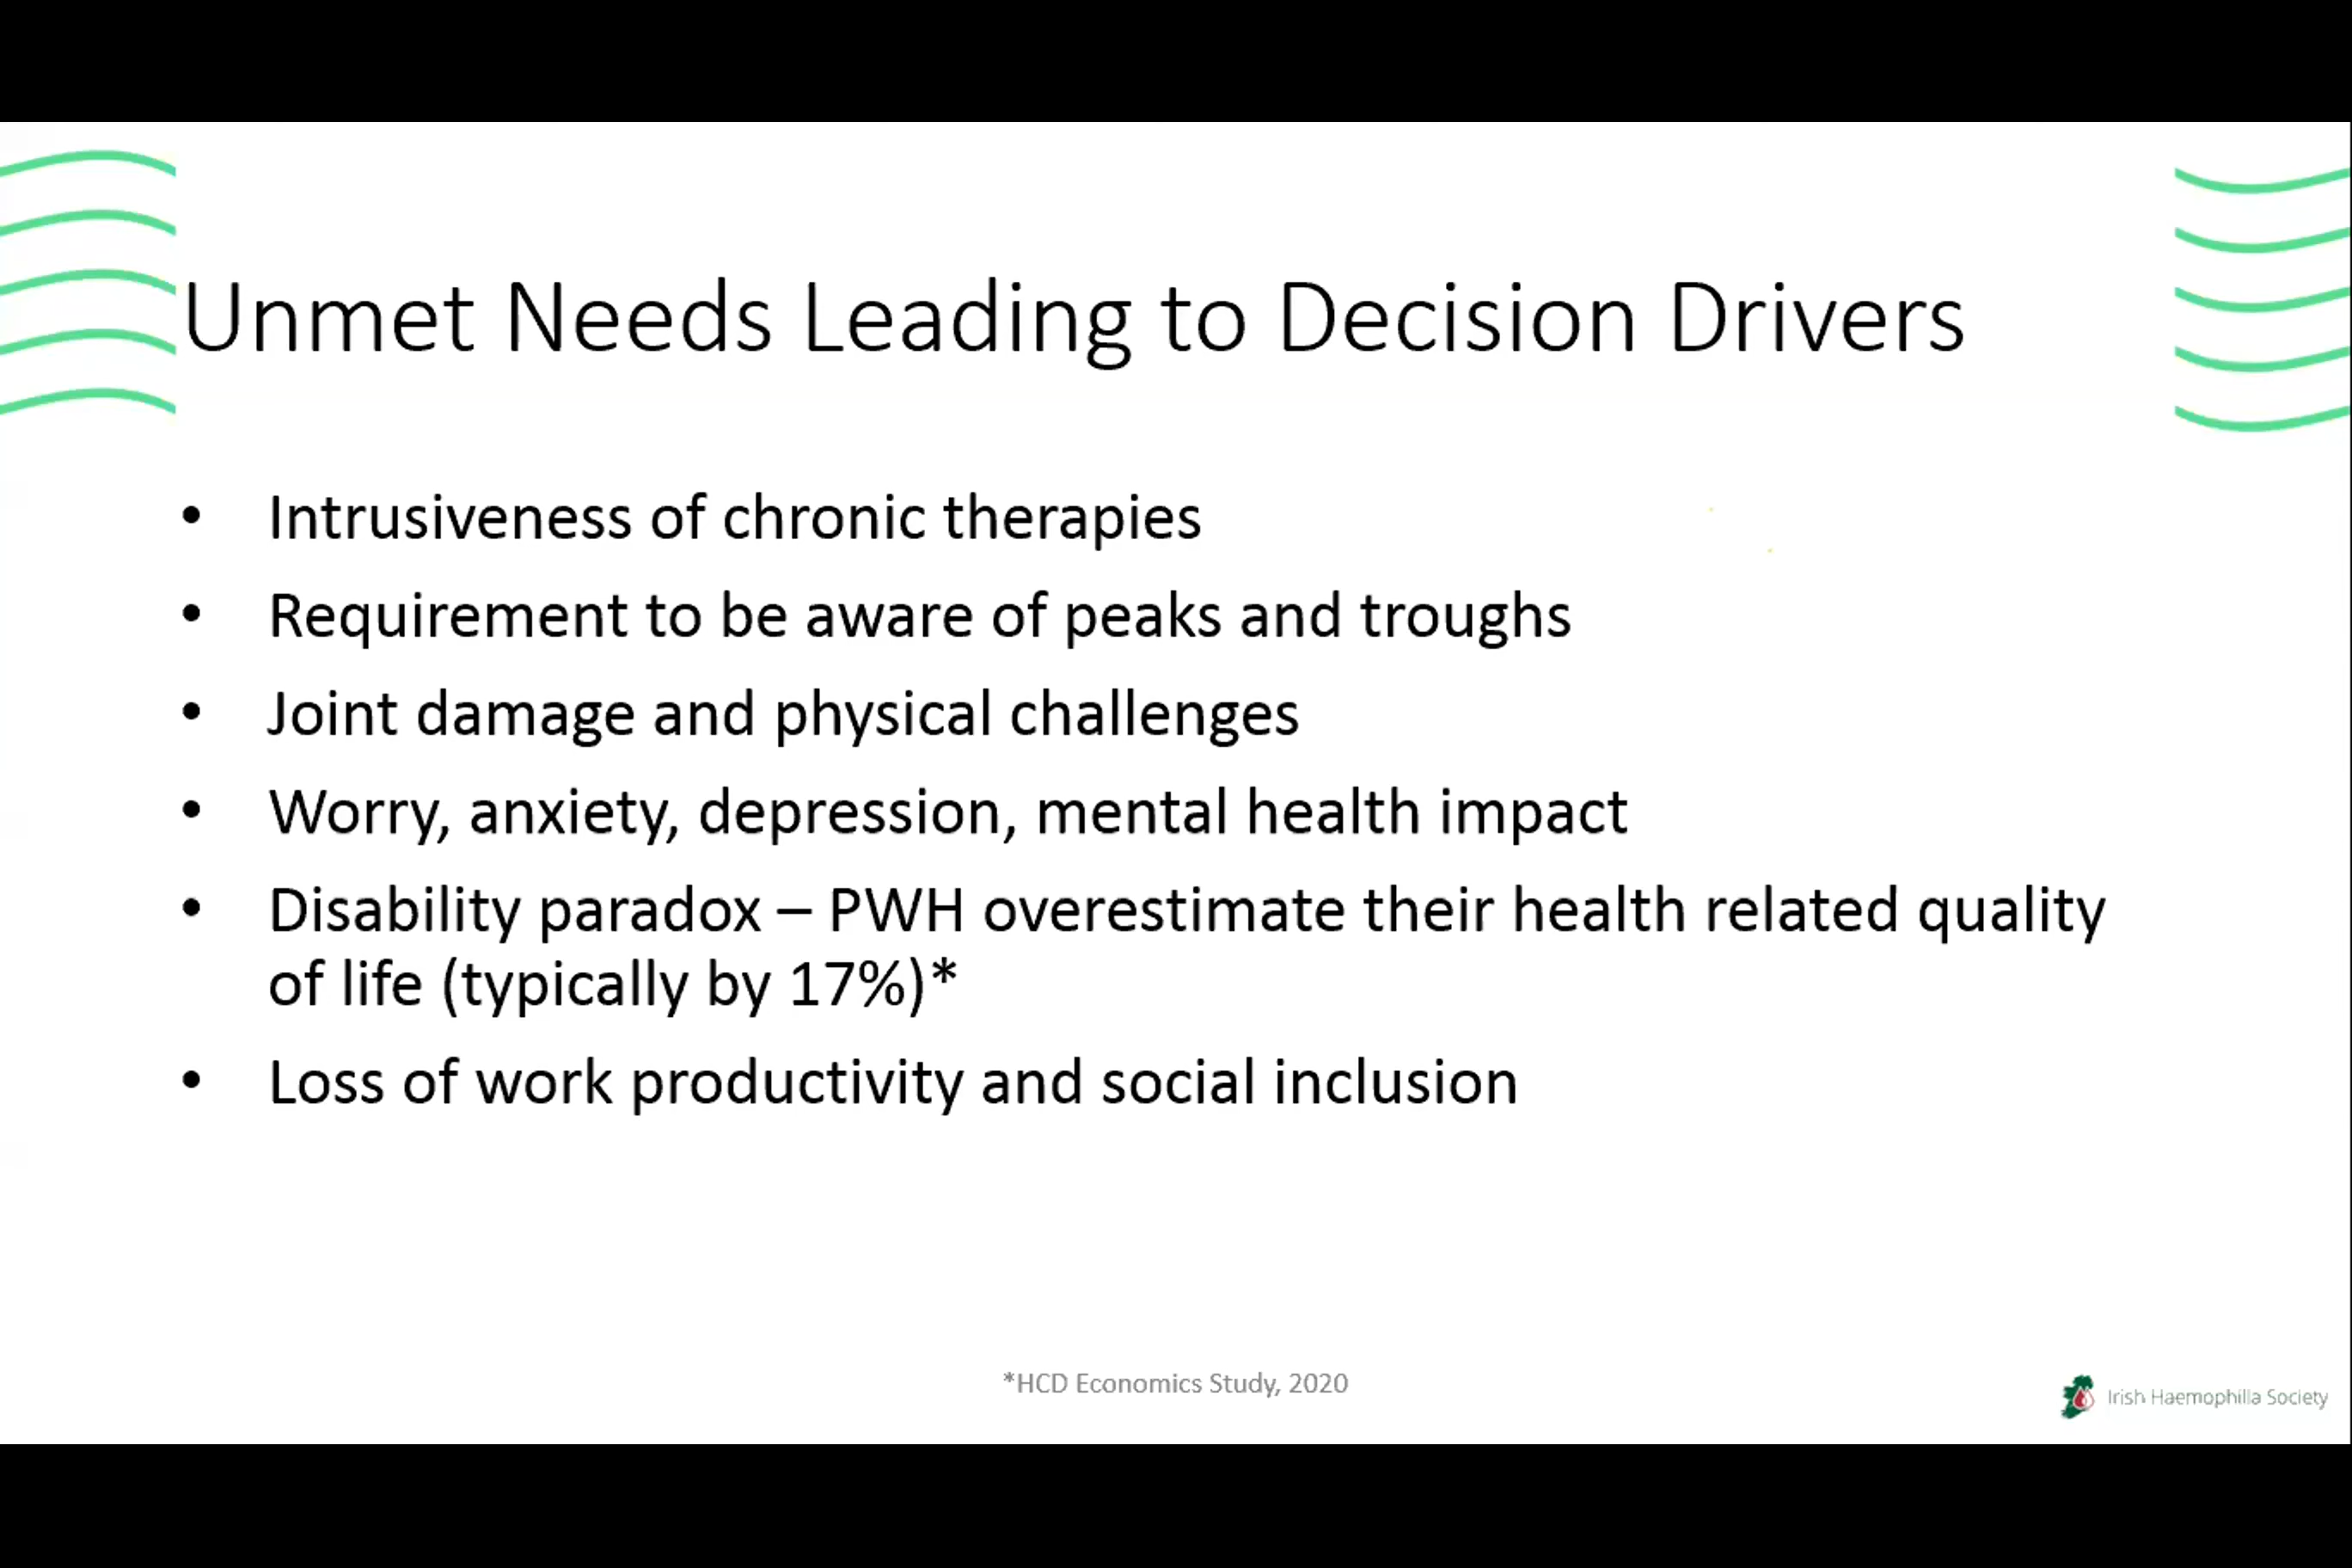 Unmet Needs Leading to Decision Drivers
• Intrusiveness of chronic therapies
• Requirement to be aware of peaks and troughs
• Joint damage and physical challenges
• Worry, anxiety, depression, mental health impact
• Disability paradox – PWH overestimate their health related quality
of life (typically by 17%)*
• Loss of work productivity and social inclusion
*HCD Economics Study, 2020
Irish Haemophilia Society